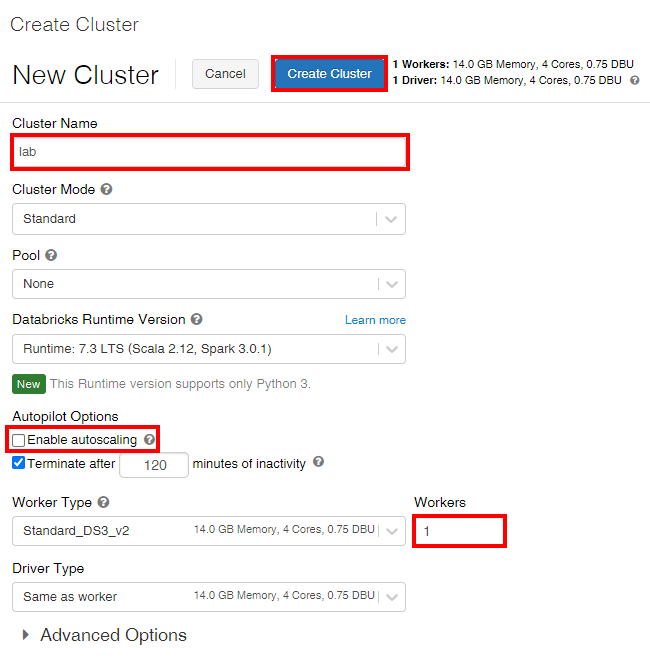 Create Cluster
New Cluster
Cancel
Create Cluster
1 Workers: 14.0 GB Memory, 4 Cores, 0.75 DBU
1 Driver: 14.0 GB Memory, 4 Cores, 0.75 DBU ?
Cluster Name
lab
Cluster Mode ?
Standard
Pool ?
None
Databricks Runtime Version ? Learn more
Runtime: 7.3 LTS (Scala 2.12, Spark 3.0.1)
New This Runtime version supports only Python 3.
Autopilot Options
Enable autoscaling ?
Terminate after 120 minutes of inactivity ?
Worker Type ? Workers
Standard_DS3_v2 14.0 GB Memory, 4 Cores, 0.75 DBU 1
Driver Type
Same as worker 14.0 GB Memory, 4 Cores, 0.75 DBU
Advanced Options